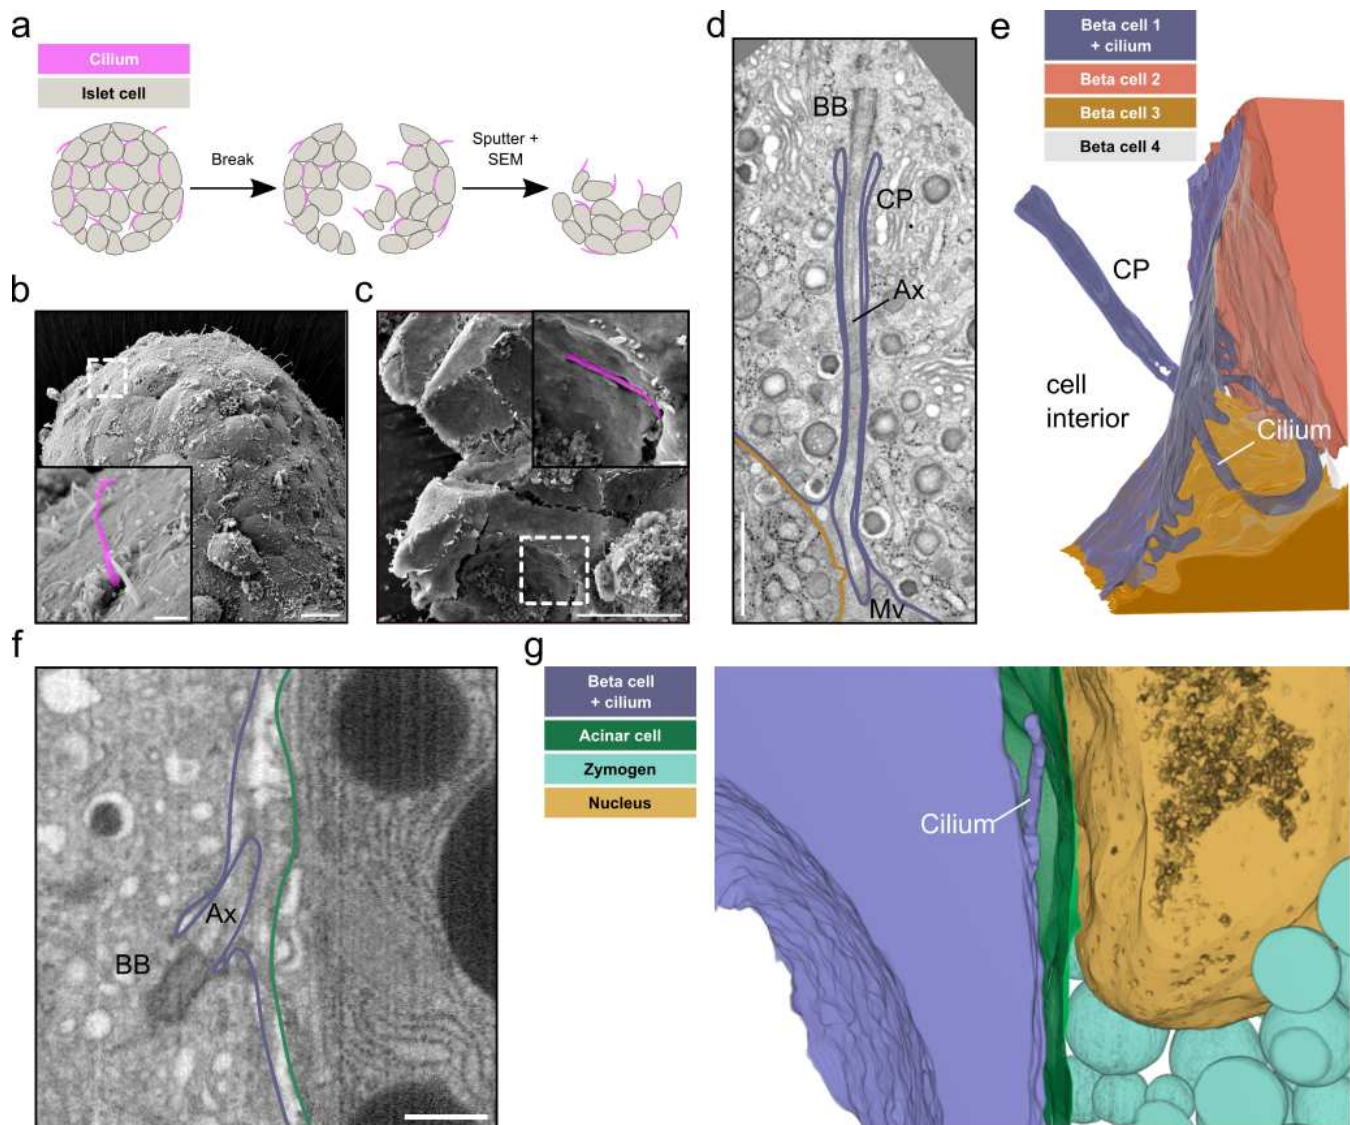 a
Cilium
Islet cell
Break
Sputter +
SEM
b
c
d
BB
CP
Ax
Mv
e
Beta cell 1
+ cilium
Beta cell 2
Beta cell 3
Beta cell 4
CP
cell
interior
Cilium
f
Ax
BB
g
Beta cell
+ cilium
Acinar cell
Zymogen
Nucleus
Cilium